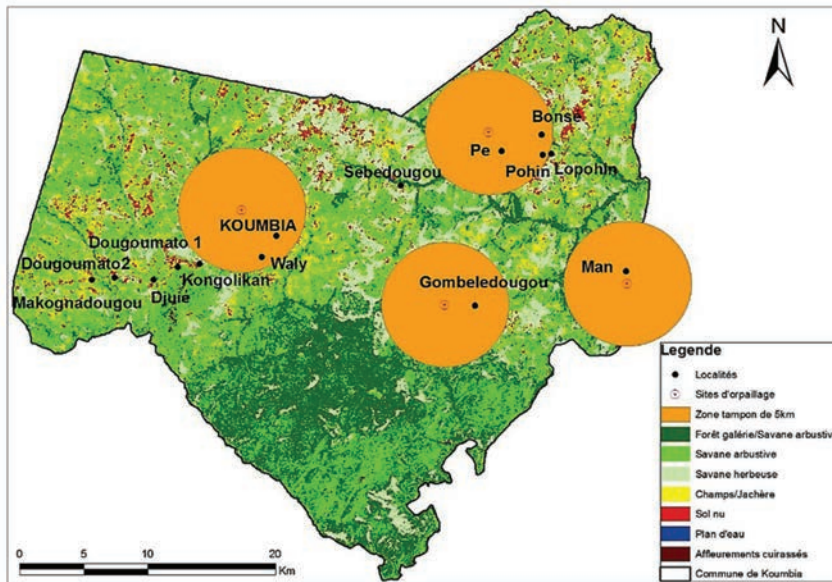 N
Bonse
Pe
Pohin
Lopohin
Sebedougou
KOUMBIA
Dougoumato 1
Waly
Man
Dougoumato2
Kongolikan
Gombeledougou
Makognadougou
Djuié
Legende
Localités
Sites d'orpaillage
Zone tampon de 5km
Forêt galérie/Savane arbustive
Savane arbustive
Savane herbeuse
Champs/Jachère
Sol nu
Plan d'eau
Affleurements cuirassés
Commune de Koumbia
0 5 10 20
Km